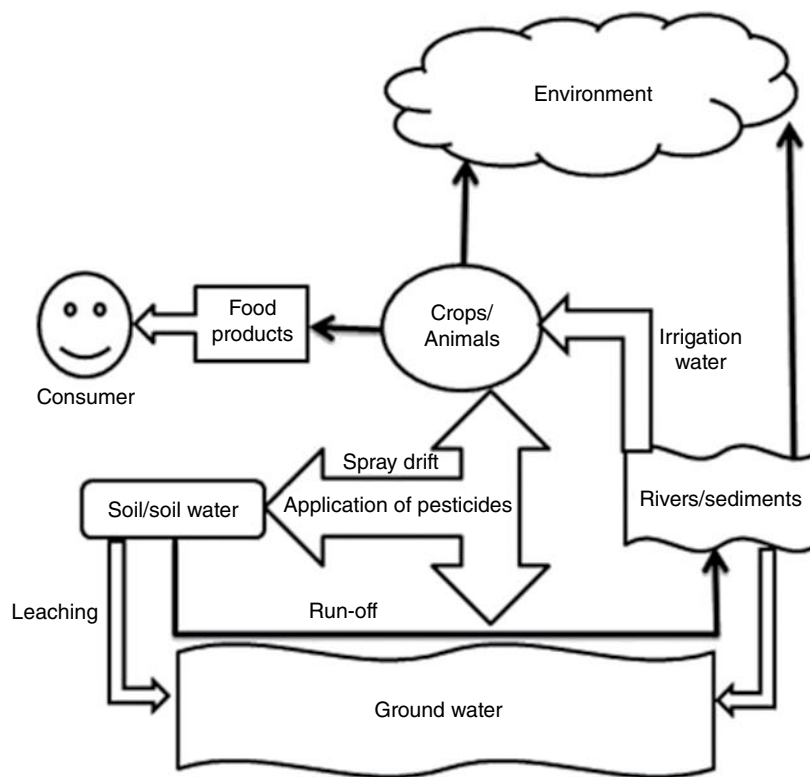 Environment
Food
products
Crops/
Animals
Irrigation
water
Consumer
Spray drift
Soil/soil water
Application of pesticides
Rivers/sediments
Leaching
Run-off
Ground water